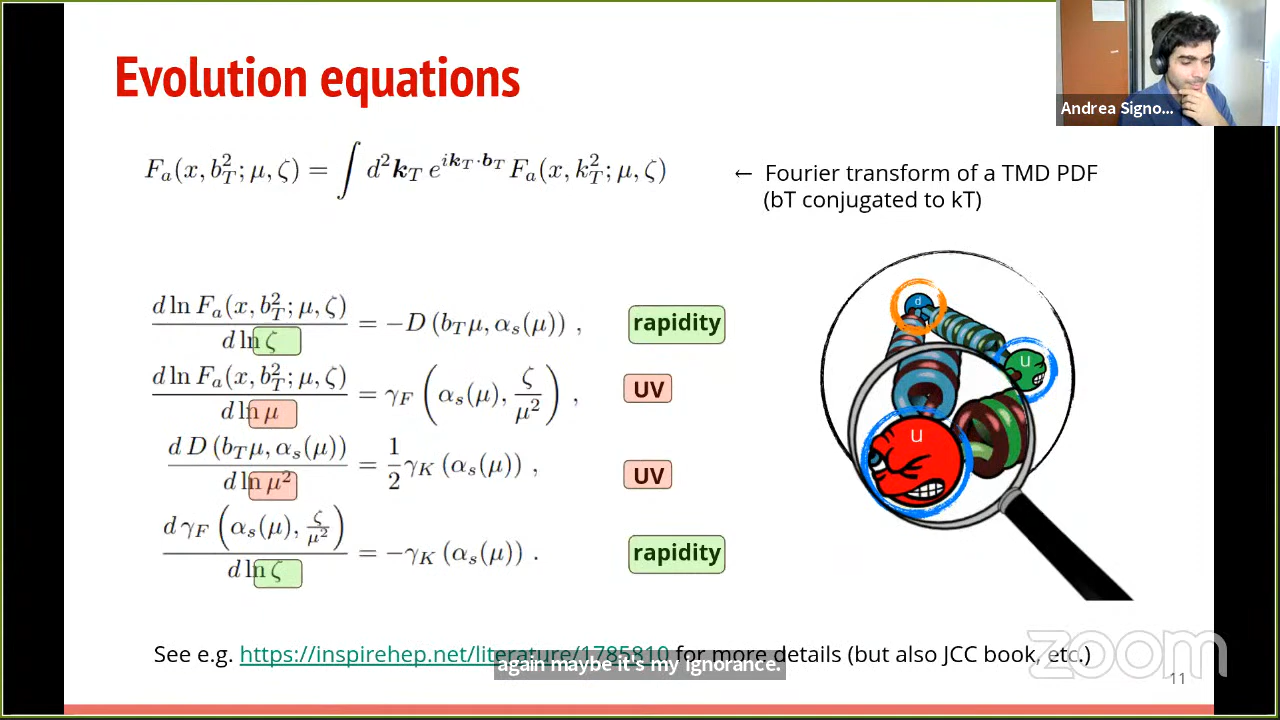 Evolution equations
Andrea Signo...
F_a(x, b_T^2; μ, ζ) = ∫ d^2k_T e^{ik_T·b_T} F_a(x, k_T^2; μ, ζ)
← Fourier transform of a TMD PDF
(bT conjugated to kT)
d ln F_a(x, b_T^2; μ, ζ) / d ln ζ = −D (b_T μ, α_s(μ)) , rapidity
d ln F_a(x, b_T^2; μ, ζ) / d ln μ = γ_F (α_s(μ), ζ/μ^2) , UV
d D (b_T μ, α_s(μ)) / d ln μ^2 = 1/2 γ_K (α_s(μ)) , UV
d γ_F (α_s(μ), ζ/μ^2) / d ln ζ = −γ_K (α_s(μ)) . rapidity
d
u
u
See e.g. https://inspirehep.net/literature/1785810 for more details (but also JCC book, etc.)
again maybe it's my ignorance.
zoom
11